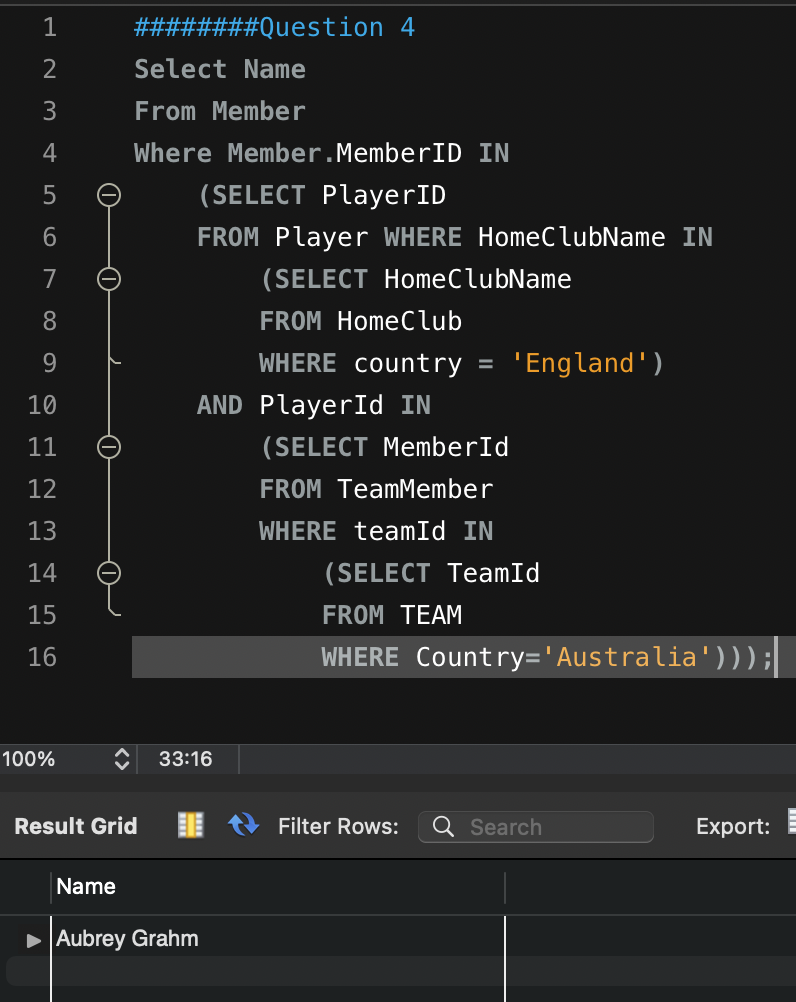 1 ########Question 4
2 Select Name
3 From Member
4 Where Member.MemberID IN
5 (SELECT PlayerID
6 FROM Player WHERE HomeClubName IN
7 (SELECT HomeClubName
8 FROM HomeClub
9 WHERE country = 'England')
10 AND PlayerId IN
11 (SELECT MemberId
12 FROM TeamMember
13 WHERE teamId IN
14 (SELECT TeamId
15 FROM TEAM
16 WHERE Country='Australia')));
100% 33:16
Result Grid Filter Rows: Search Export:
Name
Aubrey Grahm